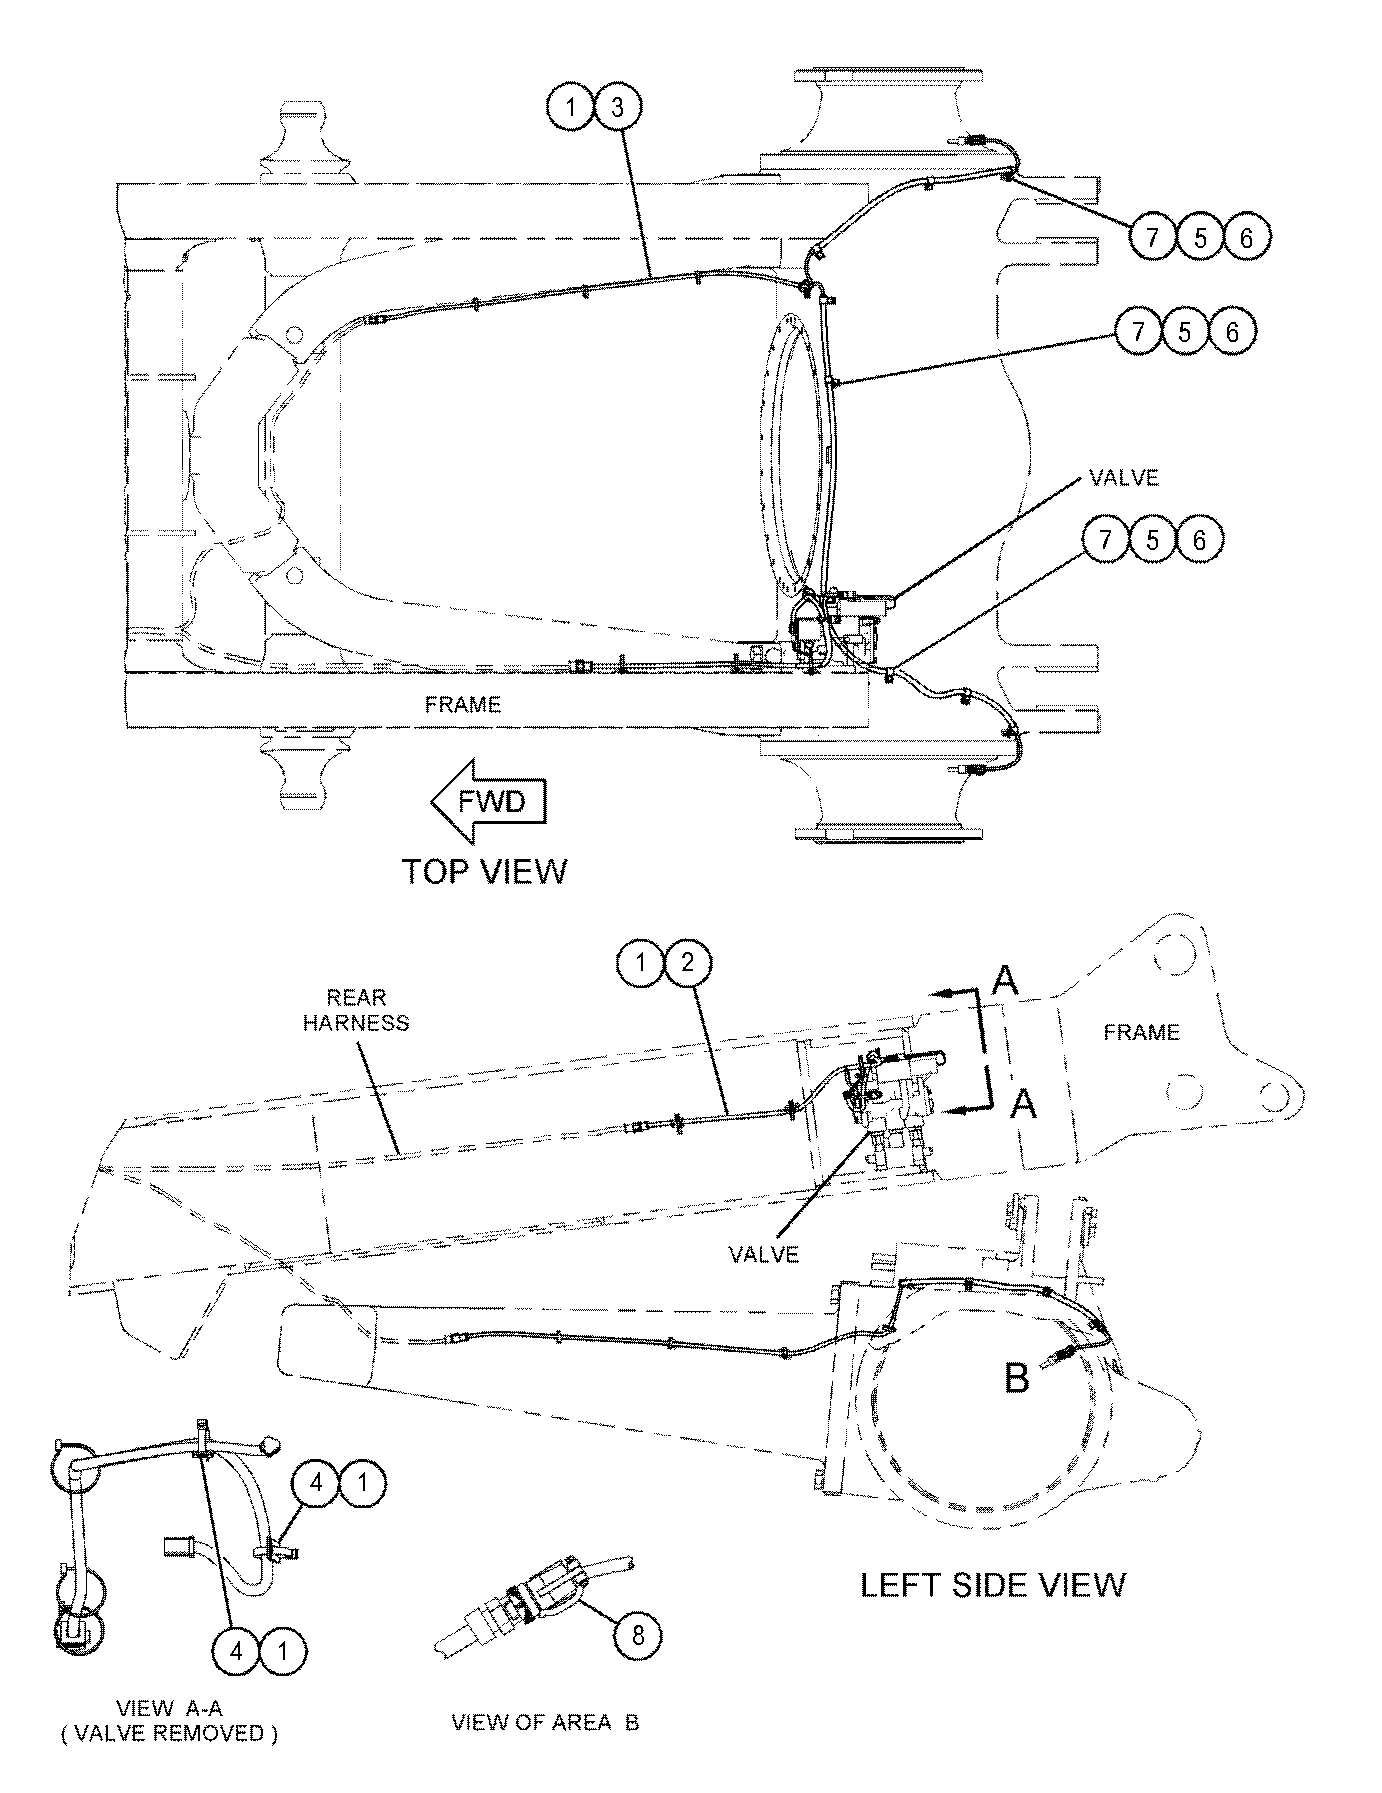 1 3
7 5 6
7 5 6
VALVE
7 5 6
FRAME
FWD
TOP VIEW
1 2
A
REAR
HARNESS
FRAME
A
VALVE
B
4 1
LEFT SIDE VIEW
8
4 1
VIEW A-A
( VALVE REMOVED )
VIEW OF AREA B